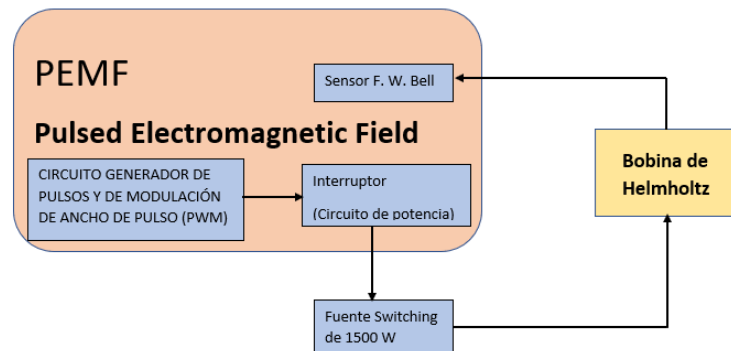 PEMF
Sensor F. W. Bell
Pulsed Electromagnetic Field
CIRCUITO GENERADOR DE
PULSOS Y DE MODULACIÓN
DE ANCHO DE PULSO (PWM)
Interruptor
(Circuito de potencia)
Bobina de
Helmholtz
Fuente Switching
de 1500 W